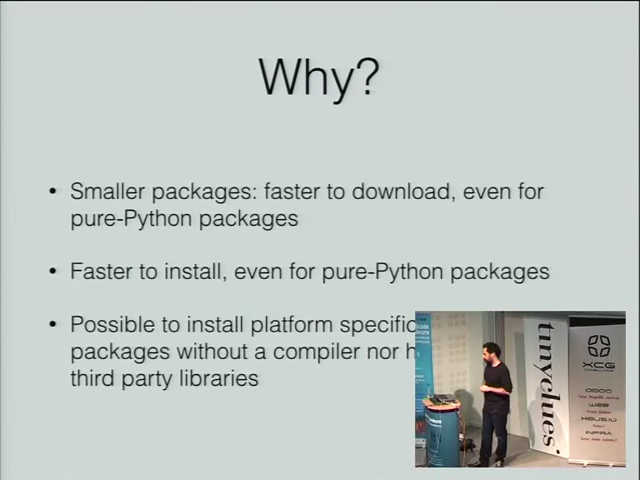 Why?
• Smaller packages: faster to download, even for
pure-Python packages
• Faster to install, even for pure-Python packages
• Possible to install platform specific
packages without a compiler nor h
third party libraries
tinyclues
XCG